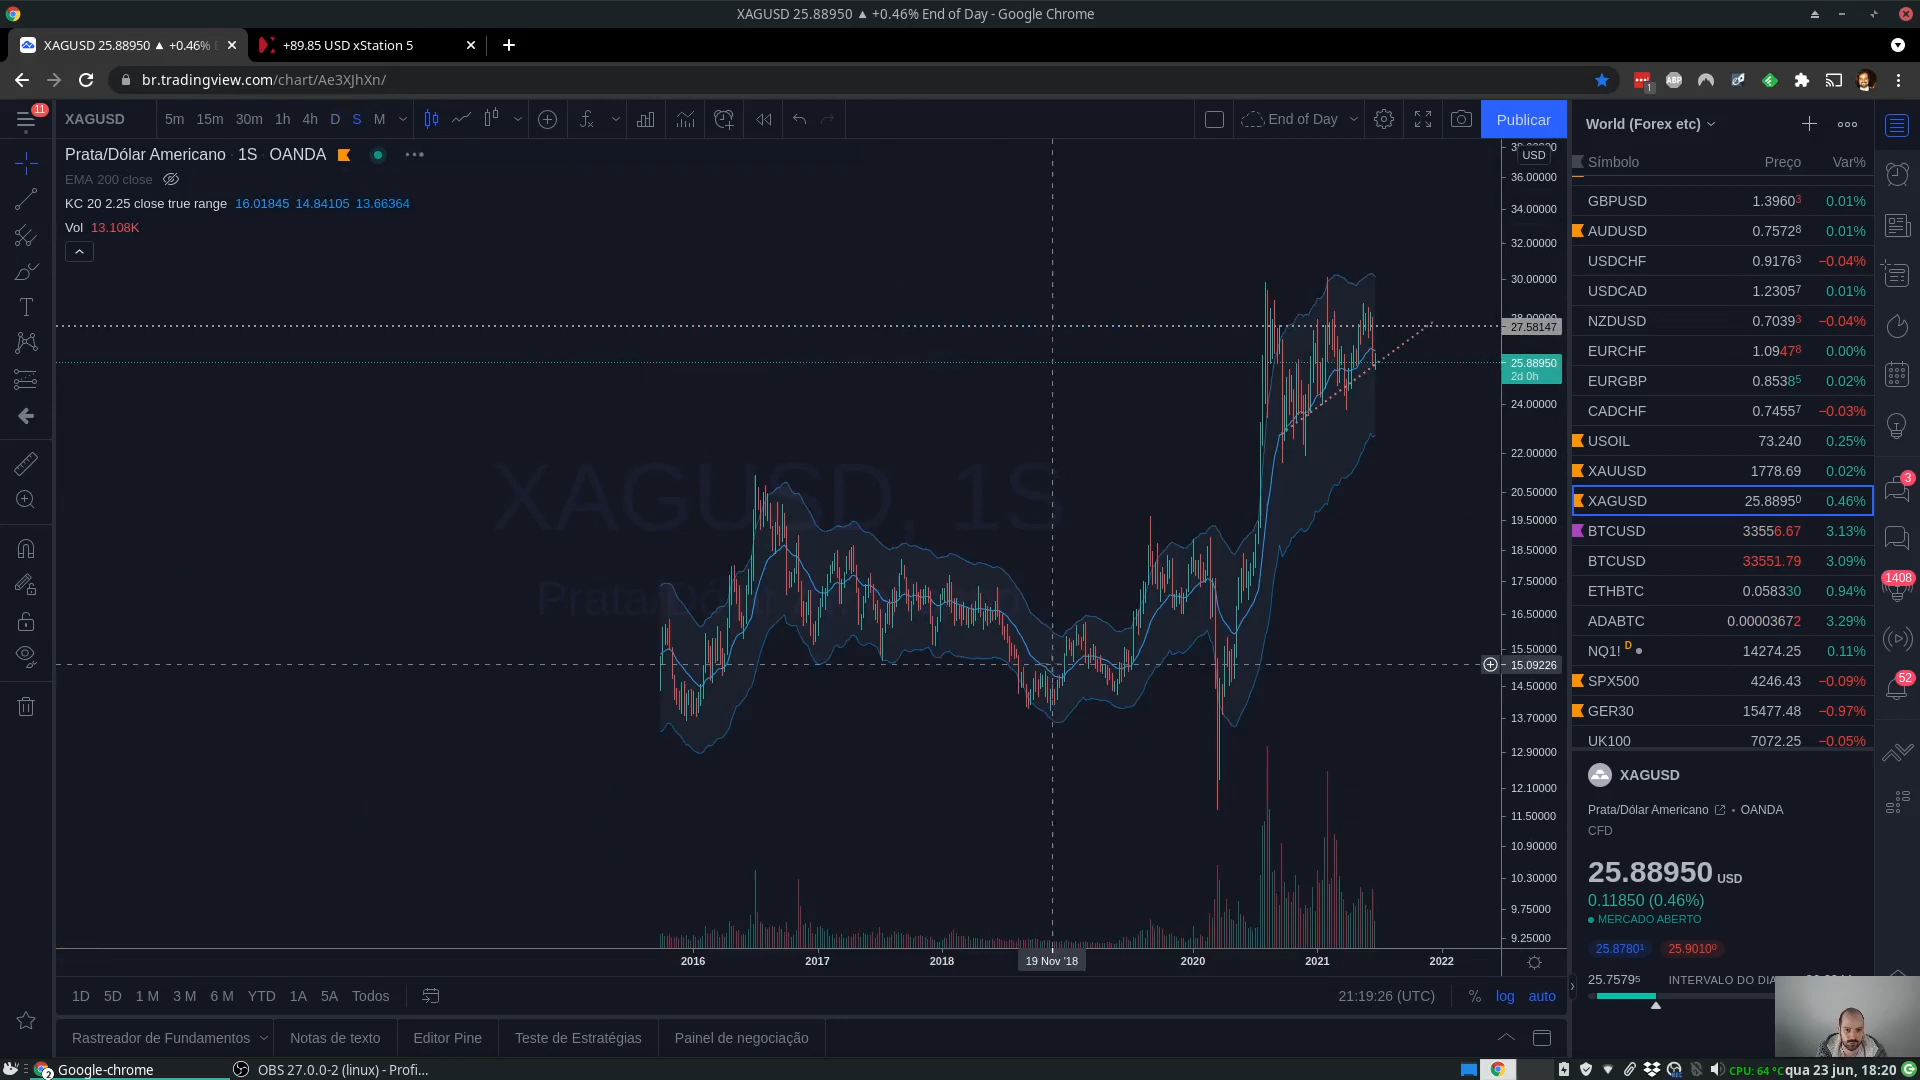 XAGUSD 25.88950 ▲ +0.46% End of Day - Google Chrome
XAGUSD 25.88950 ▲ +0.46%
+89.85 USD xStation 5
br.tradingview.com/chart/Ae3XJhXn/
ABP
1
11
XAGUSD 5m 15m 30m 1h 4h D S M End of Day Publicar
Prata/Dólar Americano 1S OANDA
EMA 200 close
KC 20 2.25 close true range 16.01845 14.84105 13.66364
Vol 13.108K
XAGUSD, 1S
USD
36.00000
34.00000
32.00000
30.00000
27.58147
25.88950
2d 0h
24.00000
22.00000
20.50000
19.50000
18.50000
17.50000
16.50000
15.50000
15.09226
14.50000
13.70000
12.90000
12.10000
11.50000
10.90000
10.30000
9.75000
9.25000
2016 2017 2018 19 Nov '18 2020 2021 2022
1D 5D 1 M 3 M 6 M YTD 1A 5A Todos 21:19:26 (UTC) % log auto
Rastreador de Fundamentos Notas de texto Editor Pine Teste de Estratégias Painel de negociação
World (Forex etc)
Símbolo Preço Var%
GBPUSD 1.39603 0.01%
AUDUSD 0.75728 0.01%
USDCHF 0.91763 −0.04%
USDCAD 1.23057 0.01%
NZDUSD 0.70393 −0.04%
EURCHF 1.09478 0.00%
EURGBP 0.85385 0.02%
CADCHF 0.74557 −0.03%
USOIL 73.240 0.25%
XAUUSD 1778.69 0.02%
XAGUSD 25.88950 0.46%
BTCUSD 33556.67 3.13%
BTCUSD 33551.79 3.09%
ETHBTC 0.058330 0.94%
ADABTC 0.00003672 3.29%
NQ1! D 14274.25 0.11%
SPX500 4246.43 −0.09%
GER30 15477.48 −0.97%
UK100 7072.25 −0.05%
XAGUSD
Prata/Dólar Americano • OANDA
CFD
25.88950 USD
0.11850 (0.46%)
MERCADO ABERTO
25.87801 25.90100
25.75795 INTERVALO DO DIA
3
1408
52
2 Google-chrome OBS 27.0.0-2 (linux) - Profi... CPU: 64 °C qua 23 jun, 18:20